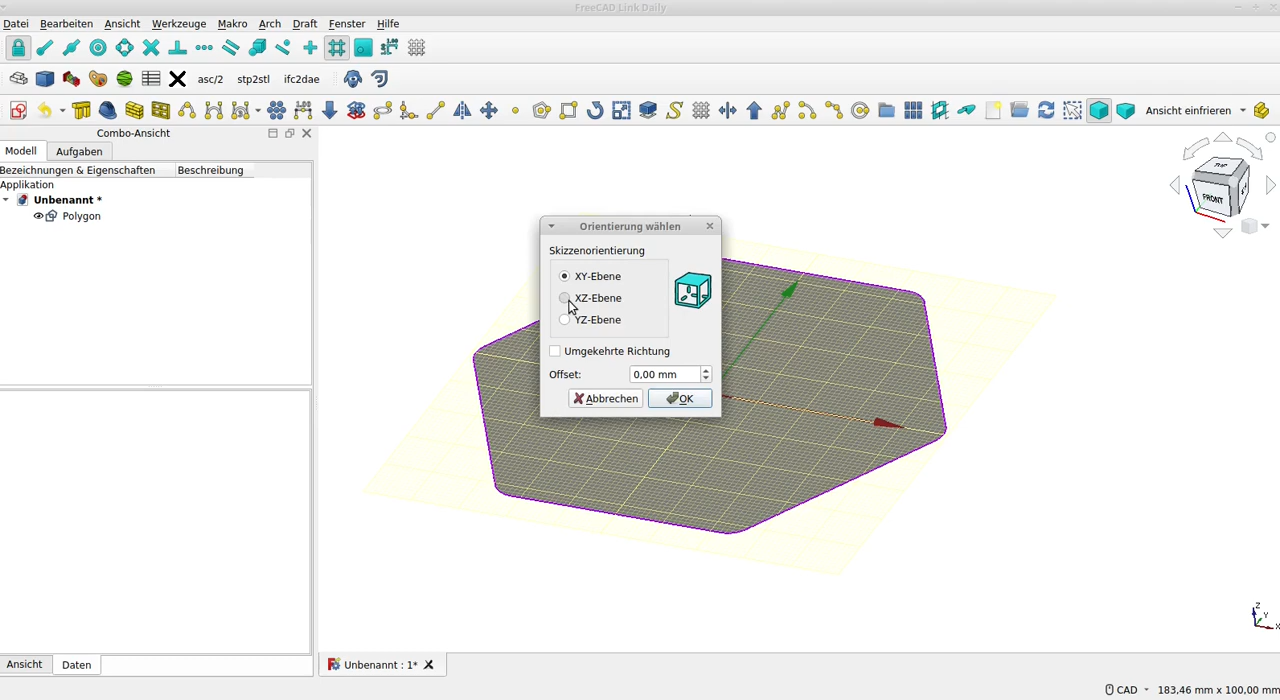 FreeCAD Link Daily
Datei Bearbeiten Ansicht Werkzeuge Makro Arch Draft Fenster Hilfe
asc/2 stp2stl ifc2dae
Ansicht einfrieren
Combo-Ansicht
Modell Aufgaben
Bezeichnungen & Eigenschaften Beschreibung
Applikation
Unbenannt *
Polygon
TOP
FRONT
Orientierung wählen
Skizzenorientierung
XY-Ebene
XZ-Ebene
YZ-Ebene
Umgekehrte Richtung
Offset: 0,00 mm
Abbrechen OK
Z
Y
X
Ansicht Daten
Unbenannt : 1*
CAD 183,46 mm x 100,00 mm